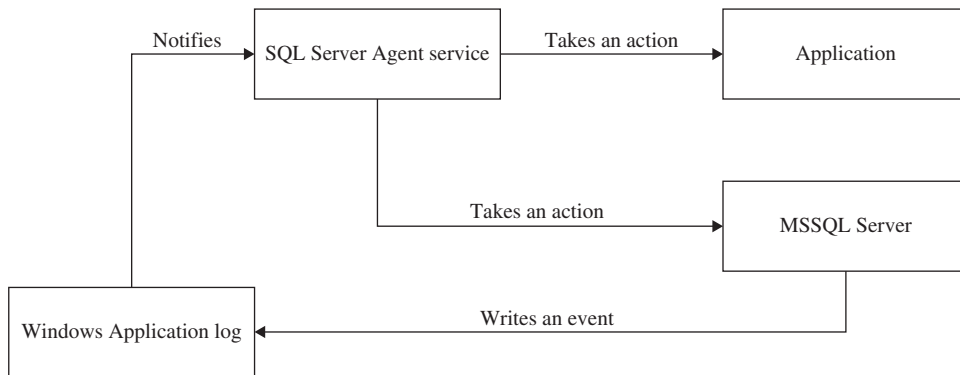 Notifies
SQL Server Agent service
Takes an action
Application
Takes an action
MSSQL Server
Windows Application log
Writes an event